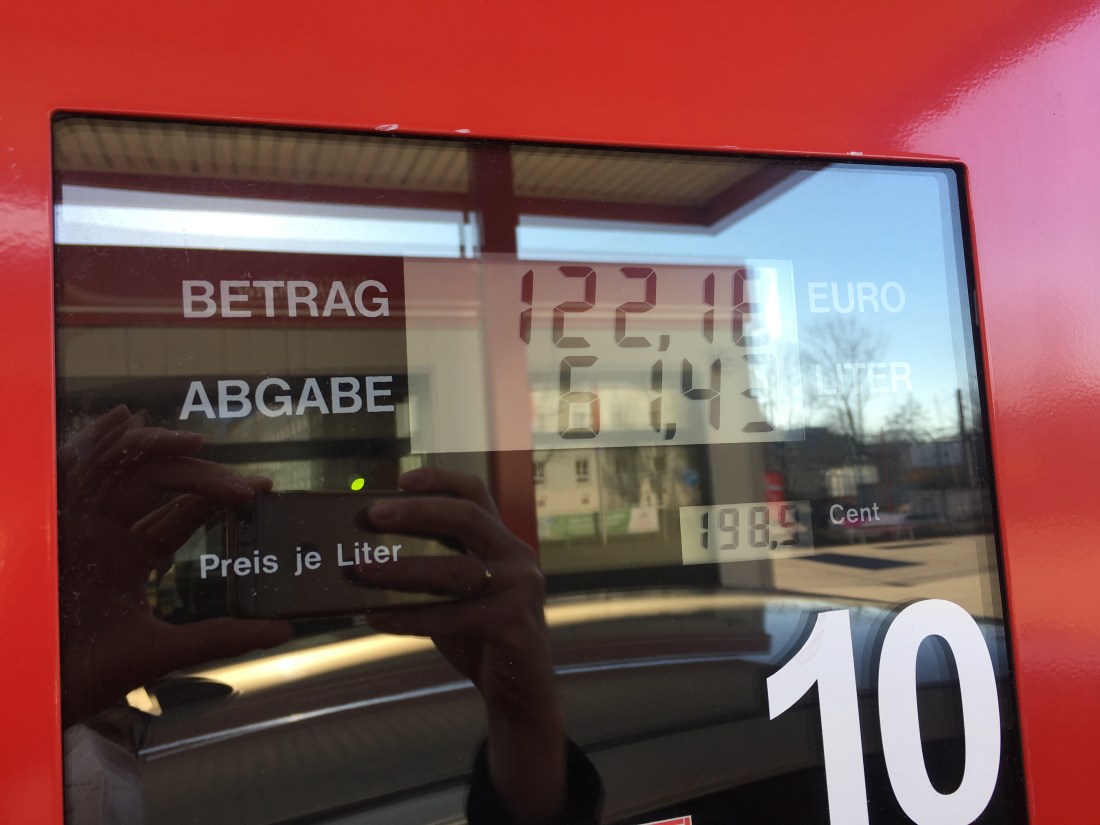 BETRAG 122,18 EURO
ABGABE 61,43 LITER
Preis je Liter 198,9 Cent
10